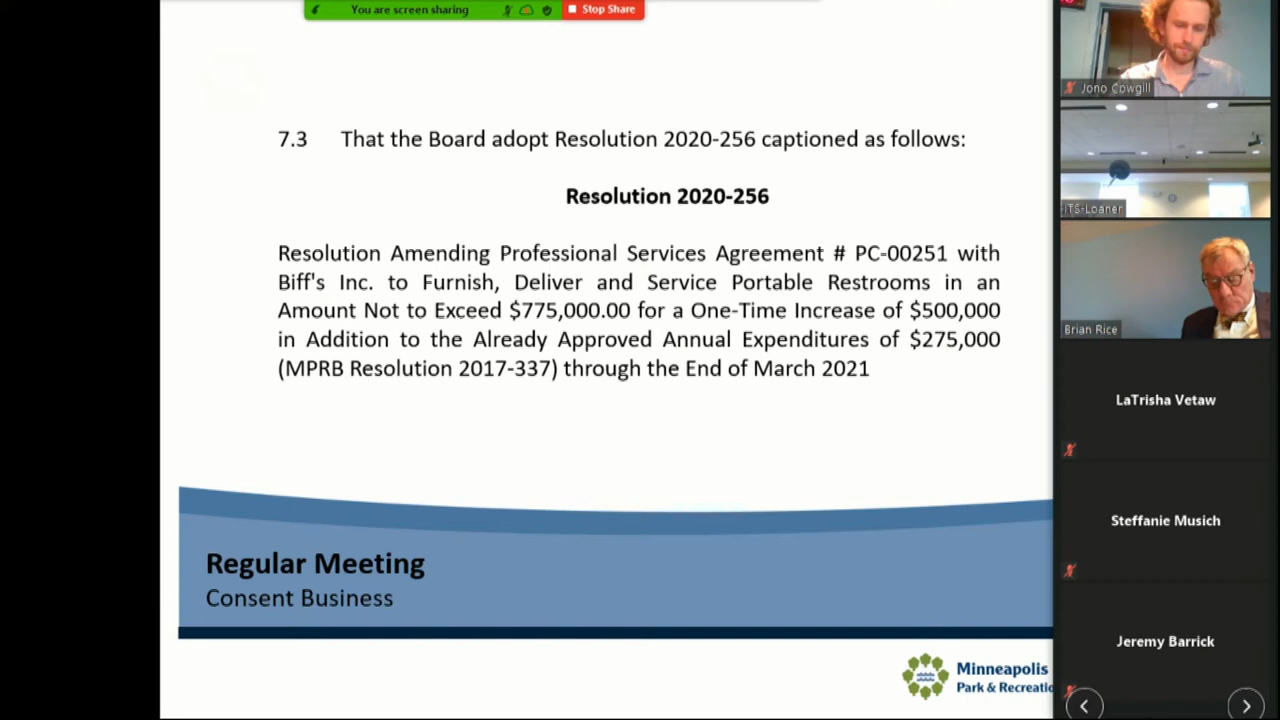 You are screen sharing
Stop Share
7.3 That the Board adopt Resolution 2020-256 captioned as follows:
Resolution 2020-256
Resolution Amending Professional Services Agreement # PC-00251 with
Biff's Inc. to Furnish, Deliver and Service Portable Restrooms in an
Amount Not to Exceed $775,000.00 for a One-Time Increase of $500,000
in Addition to the Already Approved Annual Expenditures of $275,000
(MPRB Resolution 2017-337) through the End of March 2021
Regular Meeting
Consent Business
Minneapolis
Park & Recreatio
Jono Cowgill
ITS-Loaner
Brian Rice
LaTrisha Vetaw
Steffanie Musich
Jeremy Barrick